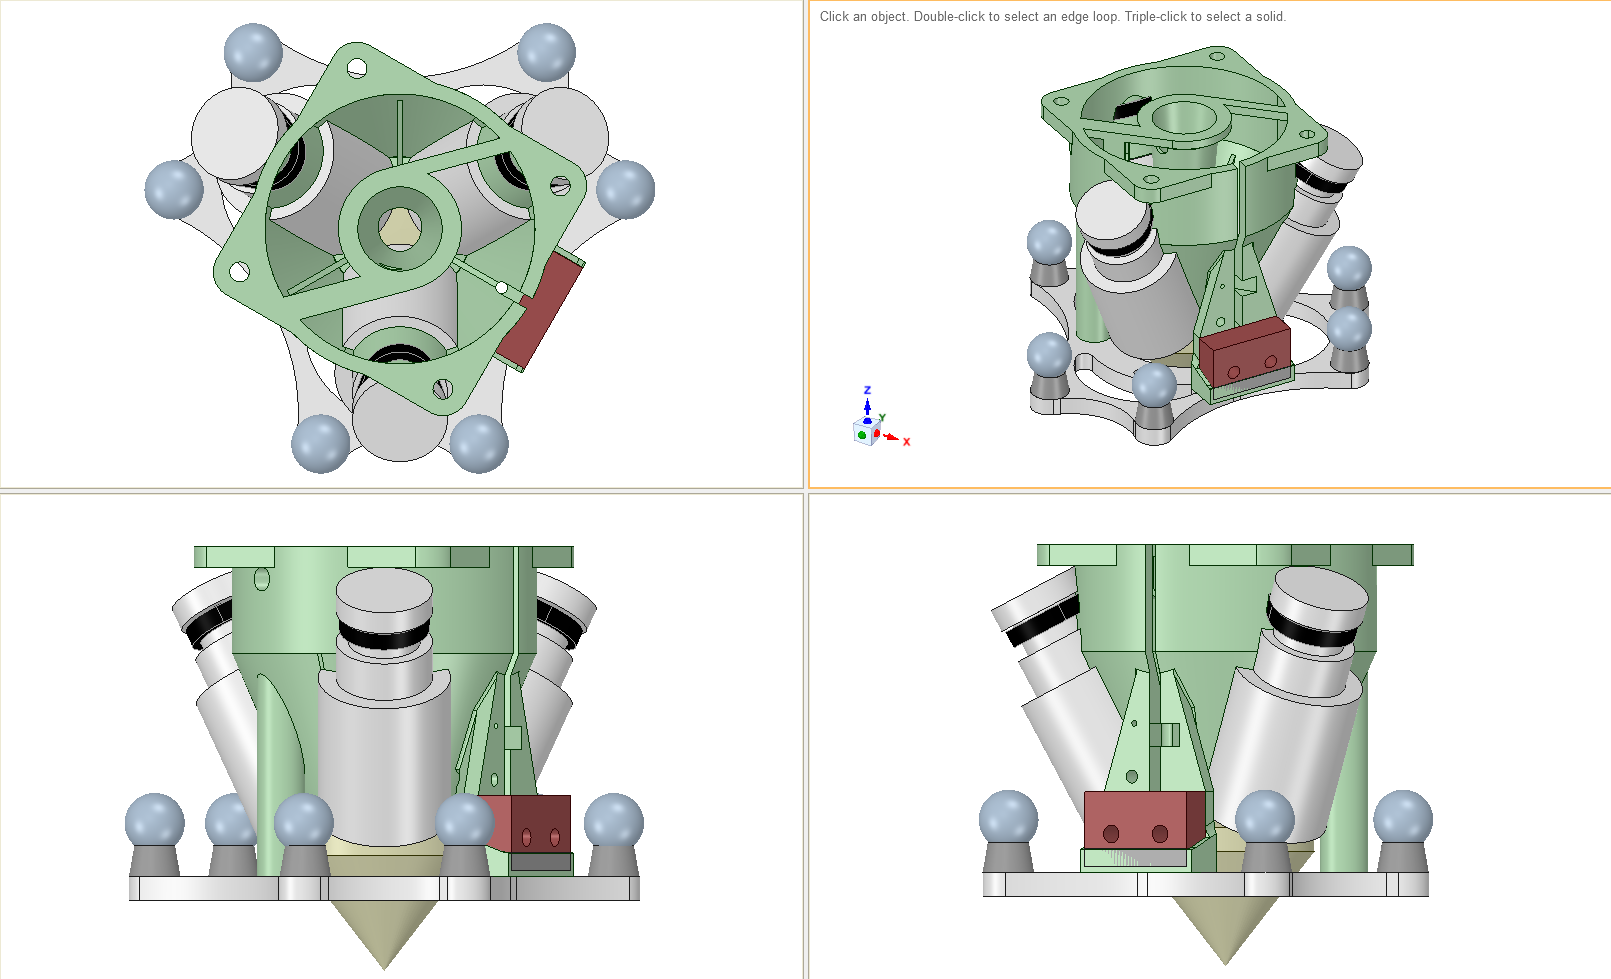 Click an object. Double-click to select an edge loop. Triple-click to select a solid.
Z
Y
X